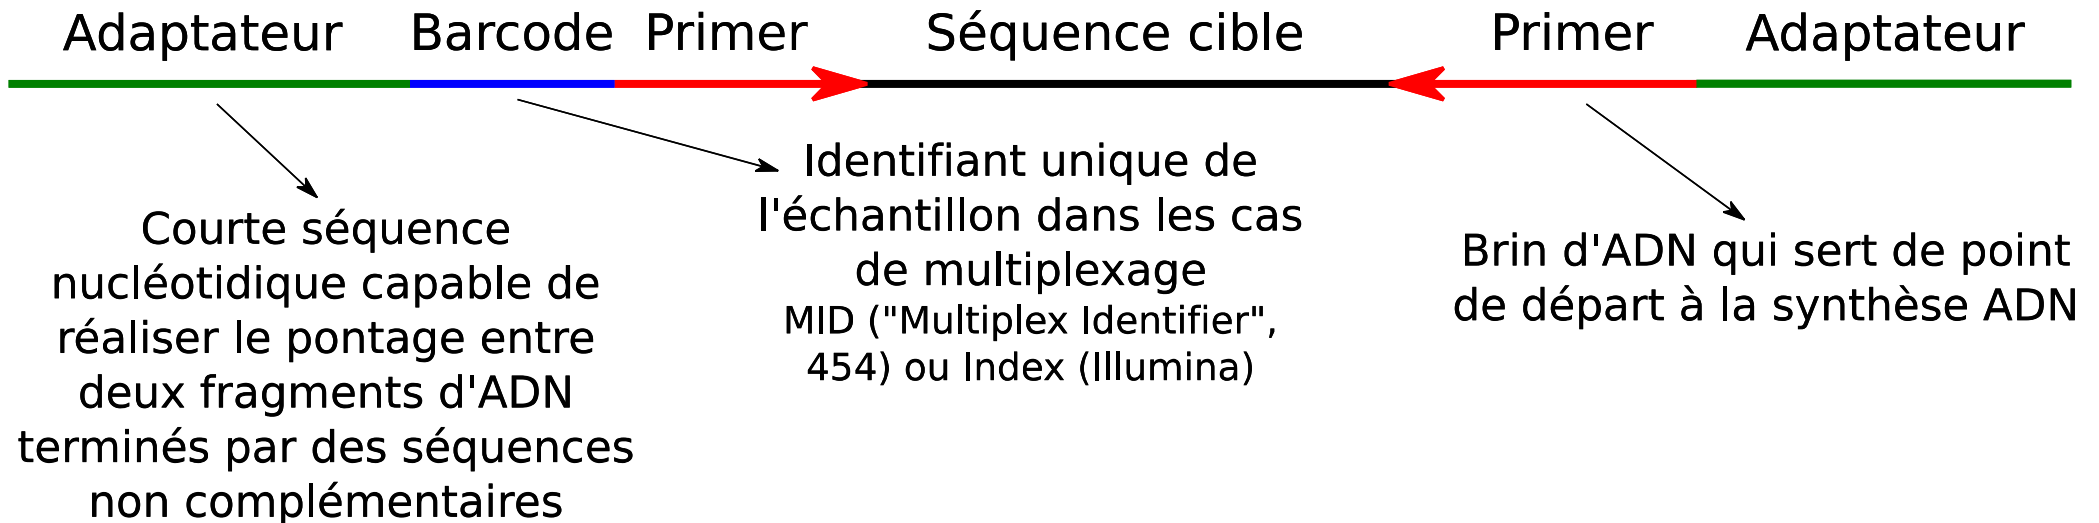 Adaptateur Barcode Primer Séquence cible Primer Adaptateur
Courte séquence
nucléotidique capable de
réaliser le pontage entre
deux fragments d'ADN
terminés par des séquences
non complémentaires
Identifiant unique de
l'échantillon dans les cas
de multiplexage
MID ("Multiplex Identifier",
454) ou Index (Illumina)
Brin d'ADN qui sert de point
de départ à la synthèse ADN